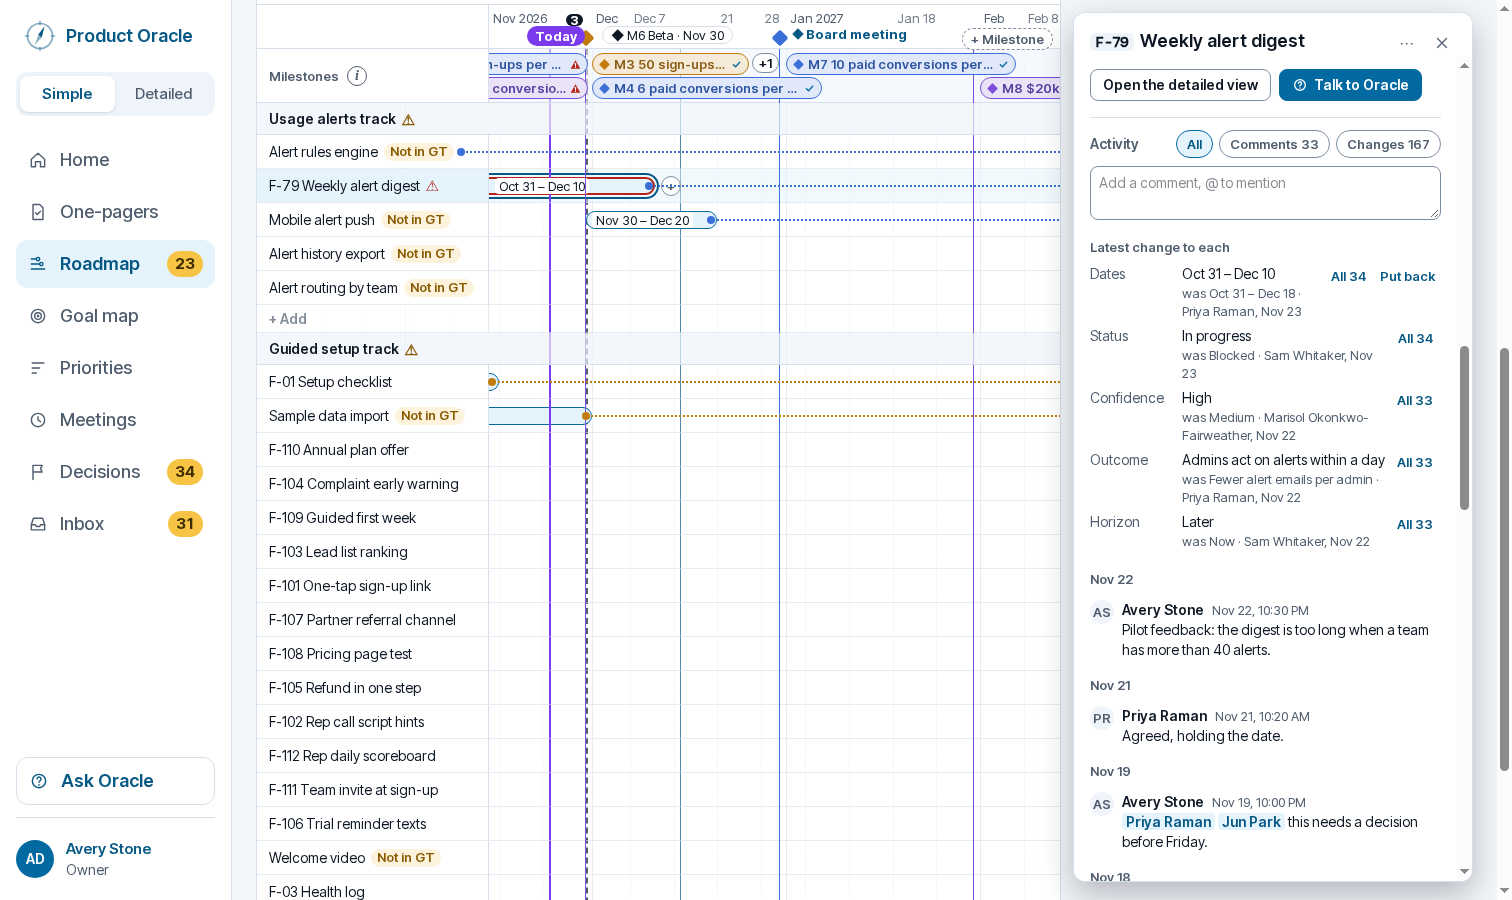 Product Oracle
Simple
Detailed
Home
One-pagers
Roadmap
23
Goal map
Priorities
Meetings
Decisions
34
Inbox
31
Ask Oracle
AD
Avery Stone
Owner
Nov 2026
3
Dec
Dec 7
21
28
Jan 2027
Jan 18
Feb
Feb 8
Today
M6 Beta · Nov 30
Board meeting
+ Milestone
Milestones
i
n-ups per ...
M3 50 sign-ups...
+1
M7 10 paid conversions per...
conversio...
M4 6 paid conversions per ...
M8 $20k
Usage alerts track
Alert rules engine
Not in GT
F-79 Weekly alert digest
Oct 31 – Dec 10
+
Mobile alert push
Not in GT
Nov 30 – Dec 20
Alert history export
Not in GT
Alert routing by team
Not in GT
+ Add
Guided setup track
F-01 Setup checklist
Sample data import
Not in GT
F-110 Annual plan offer
F-104 Complaint early warning
F-109 Guided first week
F-103 Lead list ranking
F-101 One-tap sign-up link
F-107 Partner referral channel
F-108 Pricing page test
F-105 Refund in one step
F-102 Rep call script hints
F-112 Rep daily scoreboard
F-111 Team invite at sign-up
F-106 Trial reminder texts
Welcome video
Not in GT
F-03 Health log
F-79 Weekly alert digest
...
Open the detailed view
Talk to Oracle
Activity
All
Comments 33
Changes 167
Add a comment, @ to mention
Latest change to each
Dates
Oct 31 – Dec 10
All 34
Put back
was Oct 31 – Dec 18 ·
Priya Raman, Nov 23
Status
In progress
All 34
was Blocked · Sam Whitaker, Nov
23
Confidence
High
All 33
was Medium · Marisol Okonkwo-
Fairweather, Nov 22
Outcome
Admins act on alerts within a day
All 33
was Fewer alert emails per admin ·
Priya Raman, Nov 22
Horizon
Later
All 33
was Now · Sam Whitaker, Nov 22
Nov 22
AS
Avery Stone
Nov 22, 10:30 PM
Pilot feedback: the digest is too long when a team
has more than 40 alerts.
Nov 21
PR
Priya Raman
Nov 21, 10:20 AM
Agreed, holding the date.
Nov 19
AS
Avery Stone
Nov 19, 10:00 PM
Priya Raman Jun Park this needs a decision
before Friday.
Nov 18